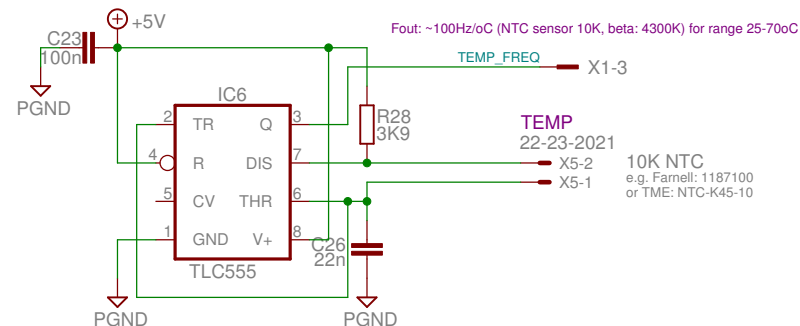 +5V
Fout: ~100Hz/oC (NTC sensor 10K, beta: 4300K) for range 25-70oC
C23
100n
TEMP_FREQ
X1-3
PGND
IC6
2 TR Q 3
R28
3K9
TEMP
22-23-2021
4 R DIS 7
X5-2
10K NTC
e.g. Farnell: 1187100
or TME: NTC-K45-10
5 CV THR 6
X5-1
1 GND V+ 8
C26
22n
TLC555
PGND
PGND